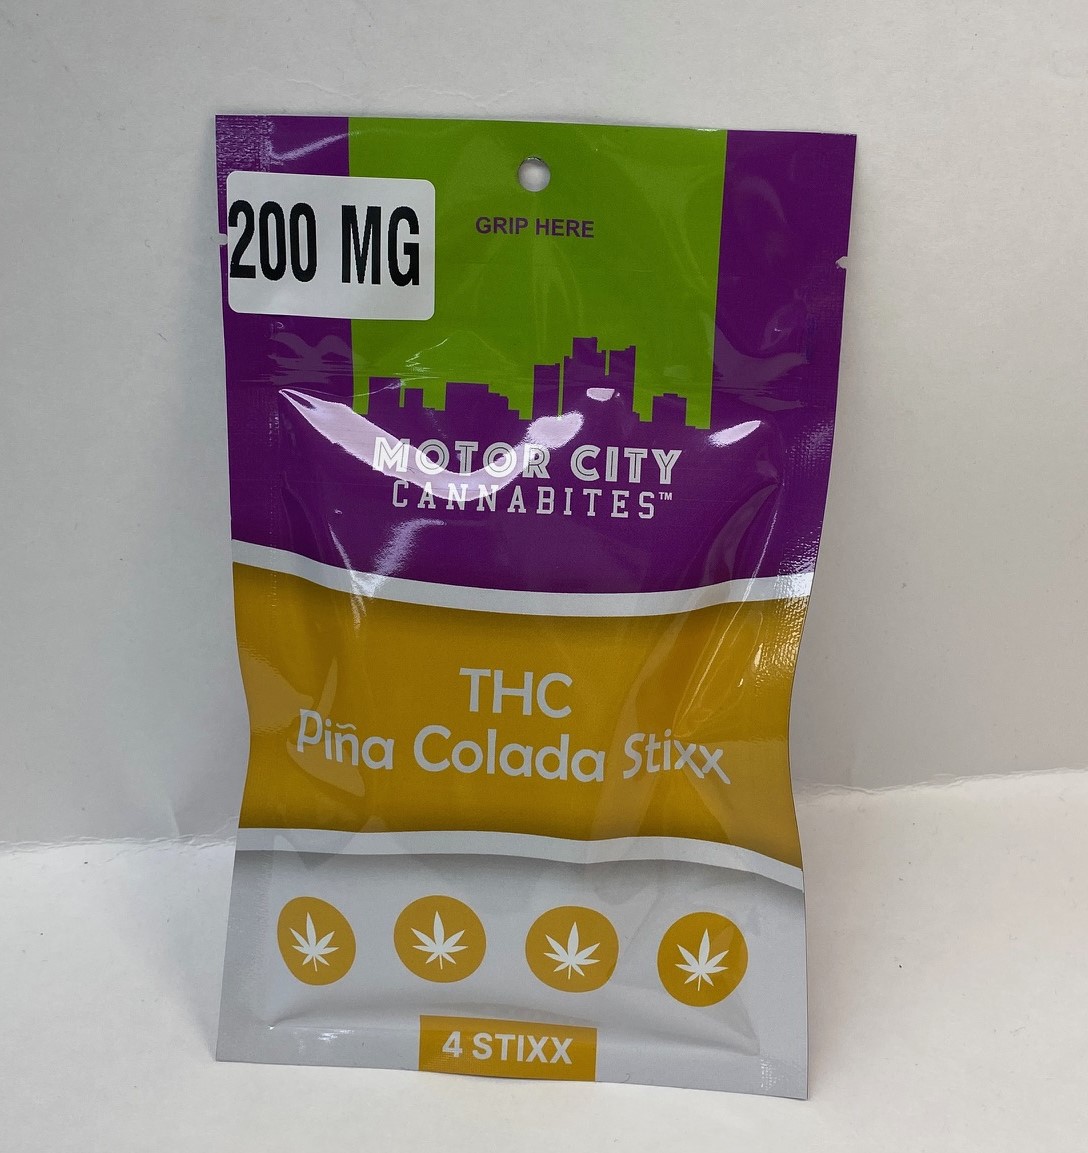 200 MG
GRIP HERE
MOTOR CITY
CANNABITES™
THC
Piña Colada Stixx
4 STIXX